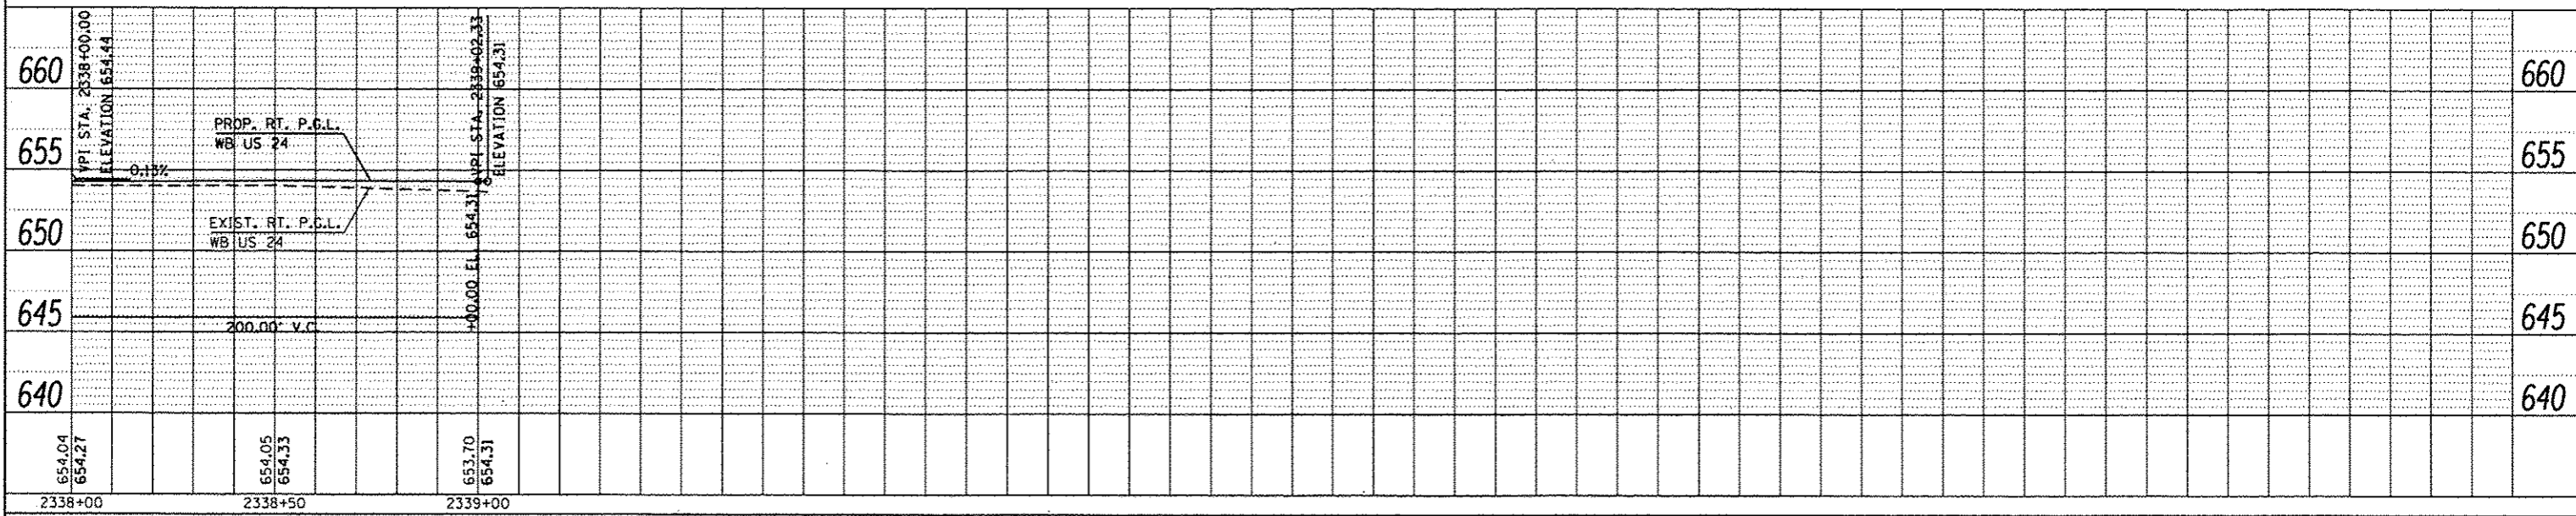 VPI STA. 2338+00.00
ELEVATION 654.44
VPI STA. 2339+02.33
ELEVATION 654.31
660
660
PROP. RT. P.G.L.
WB US 24
655
655
0.13%
EXIST. RT. P.G.L.
WB US 24
650
650
+00.00 EL. 654.31
645
645
200.00' V.C.
640
640
654.04
654.27
654.05
654.33
653.70
654.31
2338+00
2338+50
2339+00